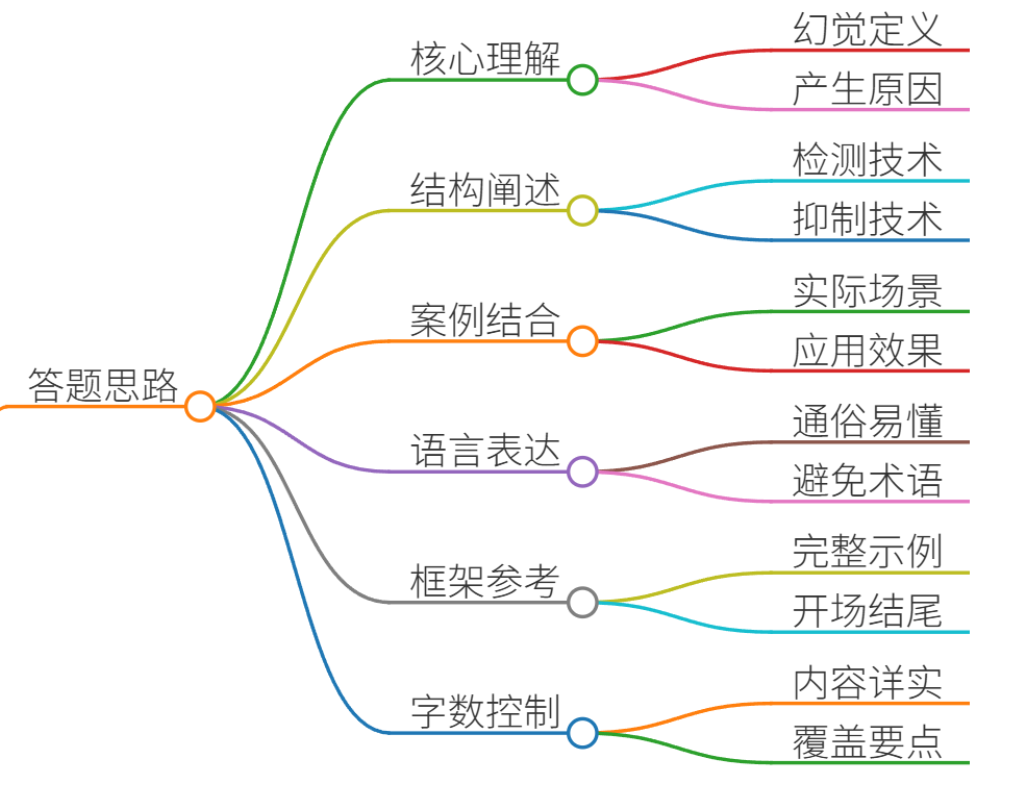 答题思路
核心理解
幻觉定义
产生原因
结构阐述
检测技术
抑制技术
案例结合
实际场景
应用效果
语言表达
通俗易懂
避免术语
框架参考
完整示例
开场结尾
字数控制
内容详实
覆盖要点